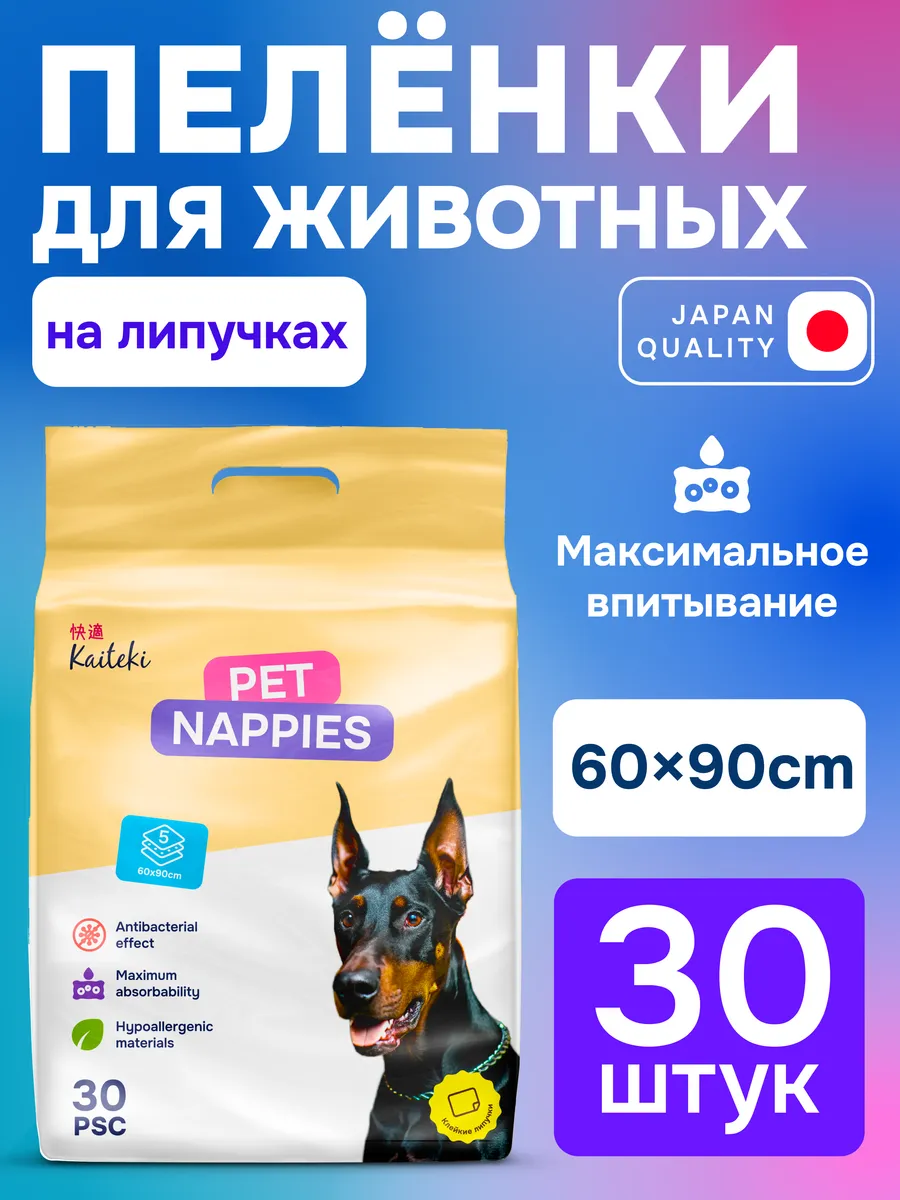 ПЕЛЁНКИ
ДЛЯ ЖИВОТНЫХ
на липучках
JAPAN
QUALITY
Максимальное
впитывание
60×90cm
30
штук
快適
Kaiteki
PET
NAPPIES
5
60x90cm
Antibacterial
effect
Maximum
absorbability
Hypoallergenic
materials
30
PSC
Клейкие липучки